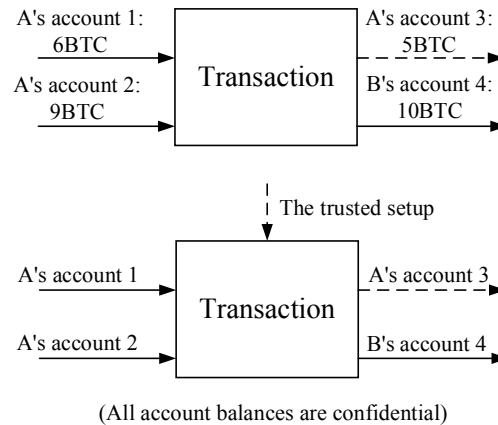 A's account 1:
6BTC
A's account 2:
9BTC
Transaction
A's account 3:
5BTC
B's account 4:
10BTC
The trusted setup
A's account 1
A's account 2
Transaction
A's account 3
B's account 4
(All account balances are confidential)